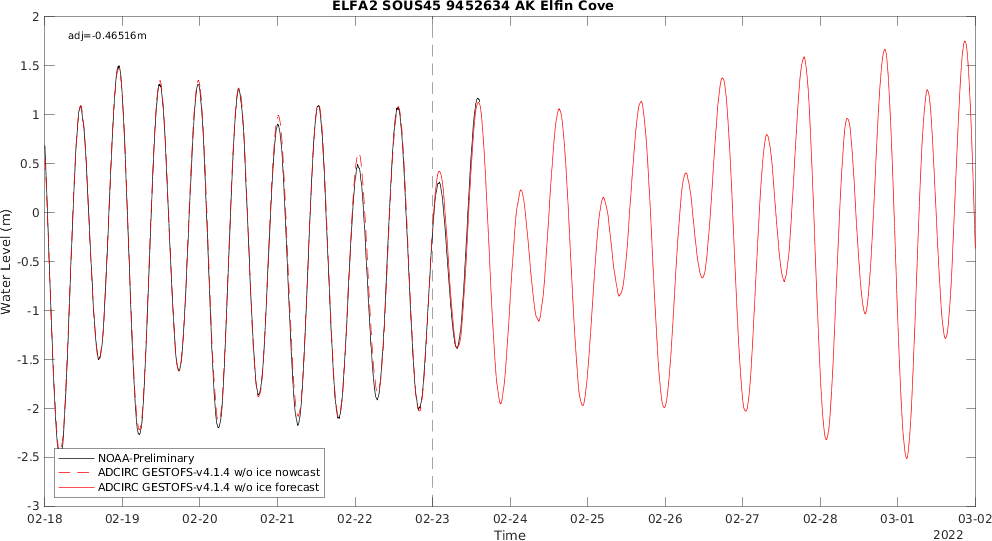 ELFA2 SOUS45 9452634 AK Elfin Cove
adj=-0.46516m
2
1.5
1
0.5
0
-0.5
-1
-1.5
-2
-2.5
-3
Water Level (m)
NOAA-Preliminary
ADCIRC GESTOFS-v4.1.4 w/o ice nowcast
ADCIRC GESTOFS-v4.1.4 w/o ice forecast
02-18 02-19 02-20 02-21 02-22 02-23 02-24 02-25 02-26 02-27 02-28 03-01 03-02
Time
2022